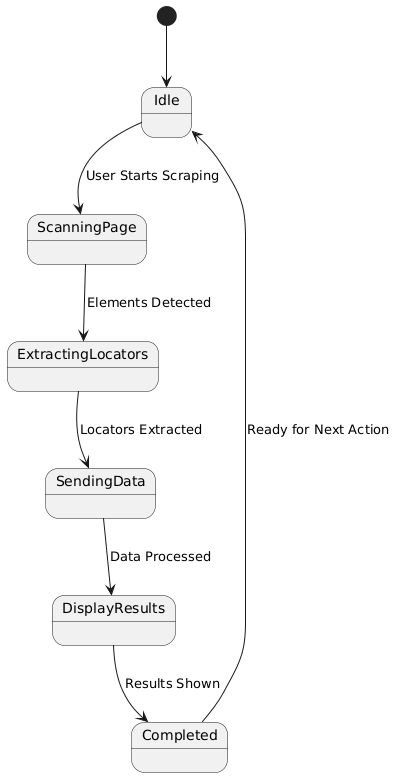 Idle
User Starts Scraping
ScanningPage
Elements Detected
ExtractingLocators
Locators Extracted
Ready for Next Action
SendingData
Data Processed
DisplayResults
Results Shown
Completed